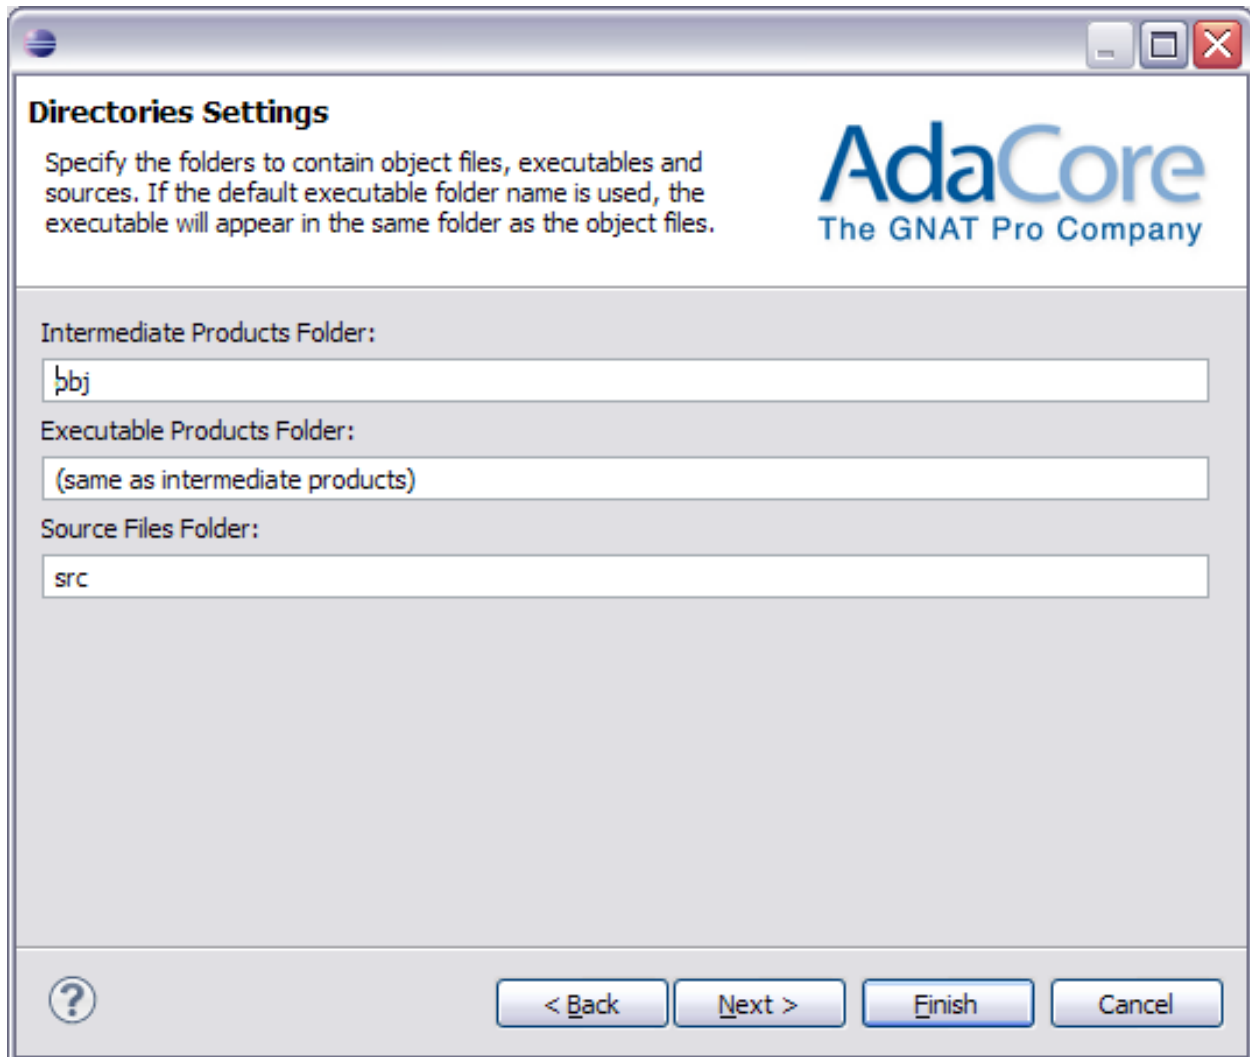 Directories Settings
Specify the folders to contain object files, executables and
sources. If the default executable folder name is used, the
executable will appear in the same folder as the object files.
AdaCore
The GNAT Pro Company
Intermediate Products Folder:
obj
Executable Products Folder:
(same as intermediate products)
Source Files Folder:
src
?
< Back
Next >
Finish
Cancel